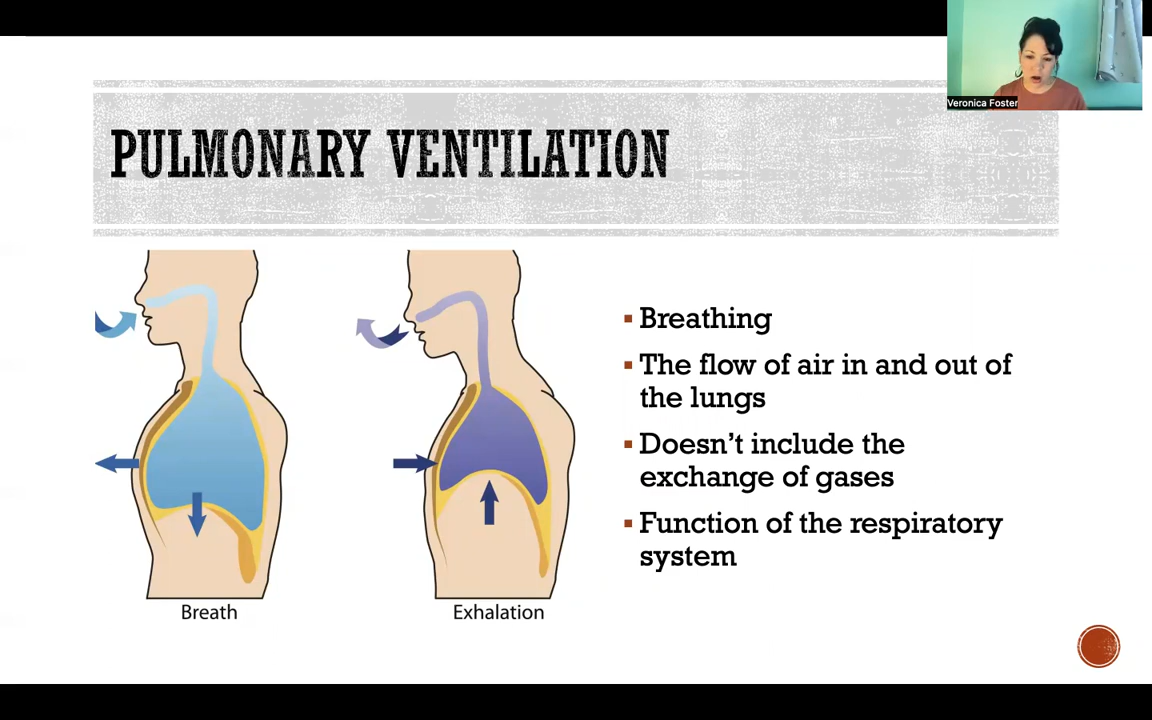 Veronica Foster
PULMONARY VENTILATION
▪ Breathing
▪ The flow of air in and out of
the lungs
▪ Doesn’t include the
exchange of gases
▪ Function of the respiratory
system
Breath
Exhalation